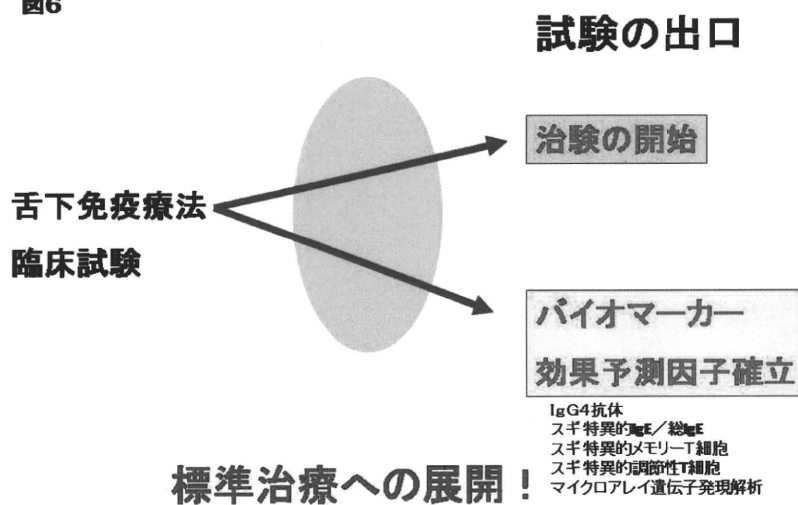 図6
試験の出口
治験の開始
舌下免疫療法
臨床試験
バイオマーカー
効果予測因子確立
IgG4抗体
スギ特異的IgE/総IgE
スギ特異的メモリーT細胞
スギ特異的調節性T細胞
マイクロアレイ遺伝子発現解析
標準治療への展開!